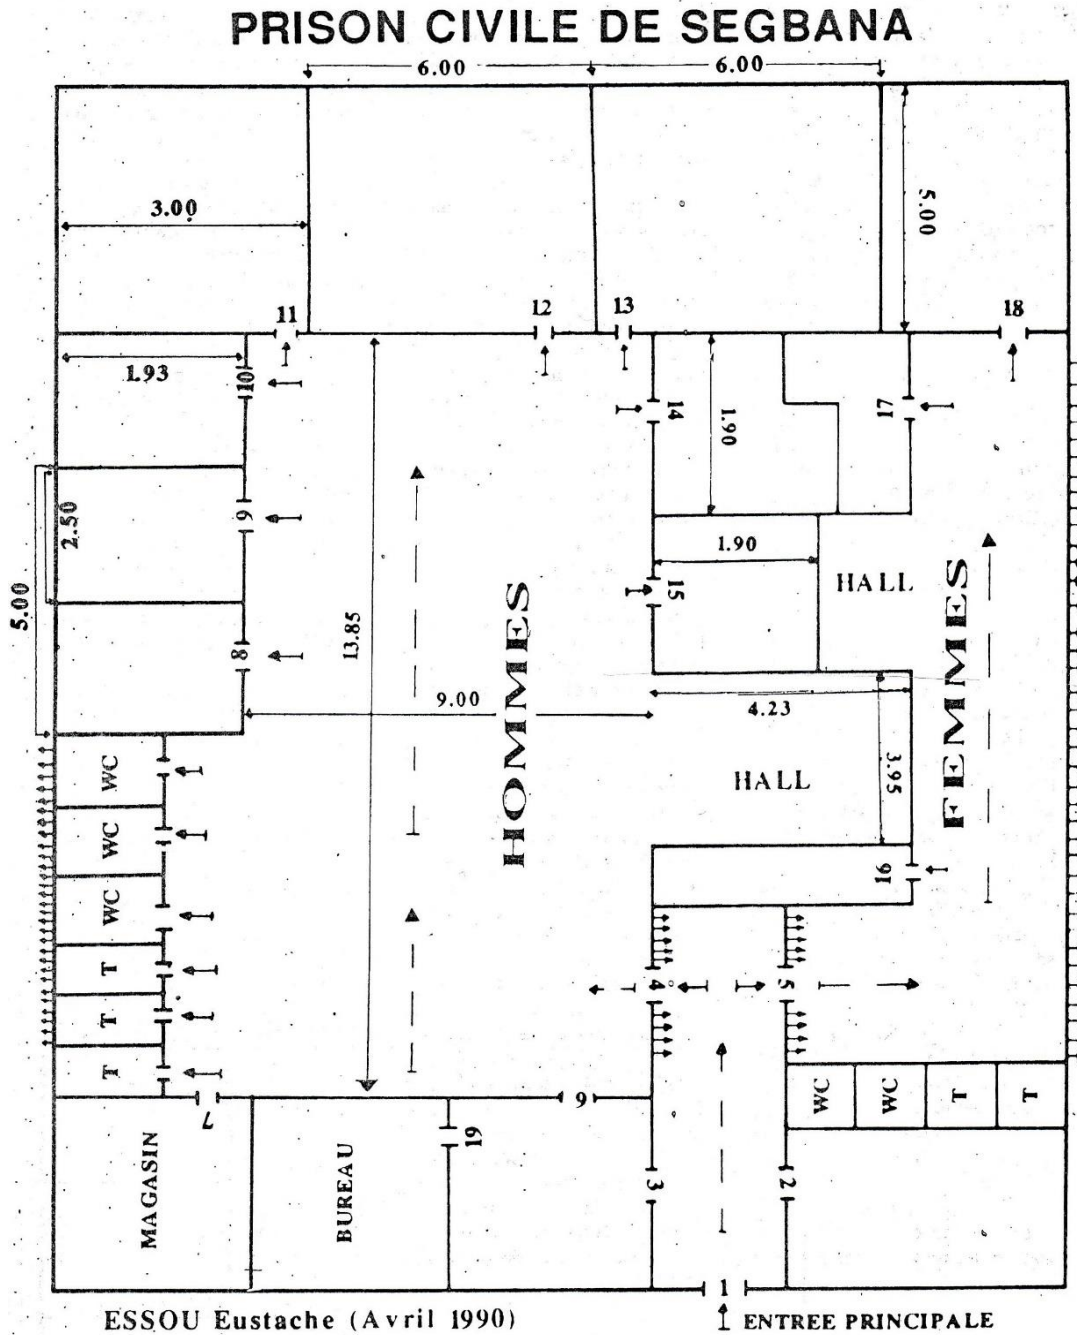 PRISON CIVILE DE SEGBANA
6.00
6.00
3.00
5.00
11
12
13
18
1.93
10
14
1.90
17
5.00
2.50
9
1.90
HALL
15
13.85
8
HOMMES
FEMMES
9.00
4.23
3.95
HALL
WC
WC
WC
T
T
T
16
4
5
WC
WC
T
T
7
9
19
MAGASIN
BUREAU
3
2
1
ESSOU Eustache (Avril 1990)
ENTREE PRINCIPALE